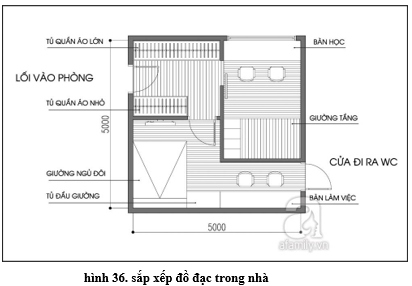 TỦ QUẦN ÁO LỚN
BÀN HỌC
LỐI VÀO PHÒNG
TỦ QUẦN ÁO NHỎ
5000
GIƯỜNG TẦNG
CỬA ĐI RA WC
GIƯỜNG NGỦ ĐÔI
TỦ ĐẦU GIƯỜNG
BÀN LÀM VIỆC
afamily.vn
5000
hình 36. sắp xếp đồ đạc trong nhà